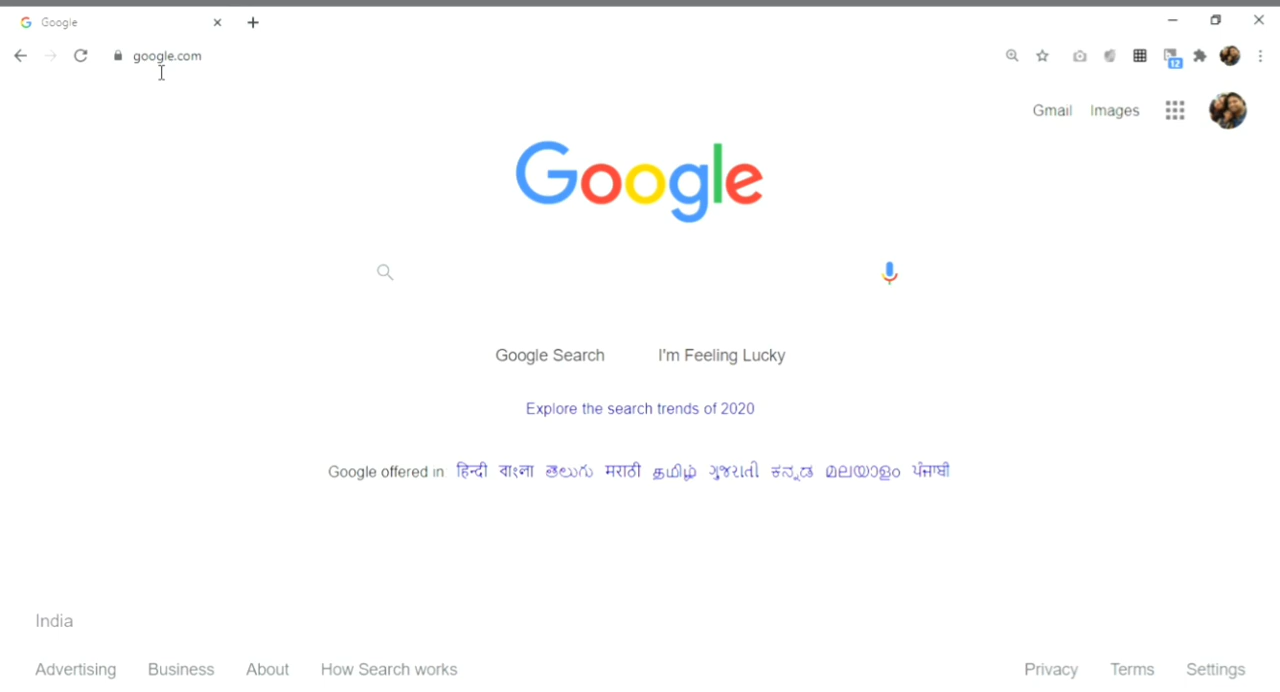 Google
google.com
12
Gmail Images
Google
Google Search I'm Feeling Lucky
Explore the search trends of 2020
Google offered in हिन्दी বাংলা తెలుగు मराठी தமிழ் ગુજરાતી ಕನ್ನಡ മലയാളം ਪੰਜਾਬੀ
India
Advertising Business About How Search works Privacy Terms Settings